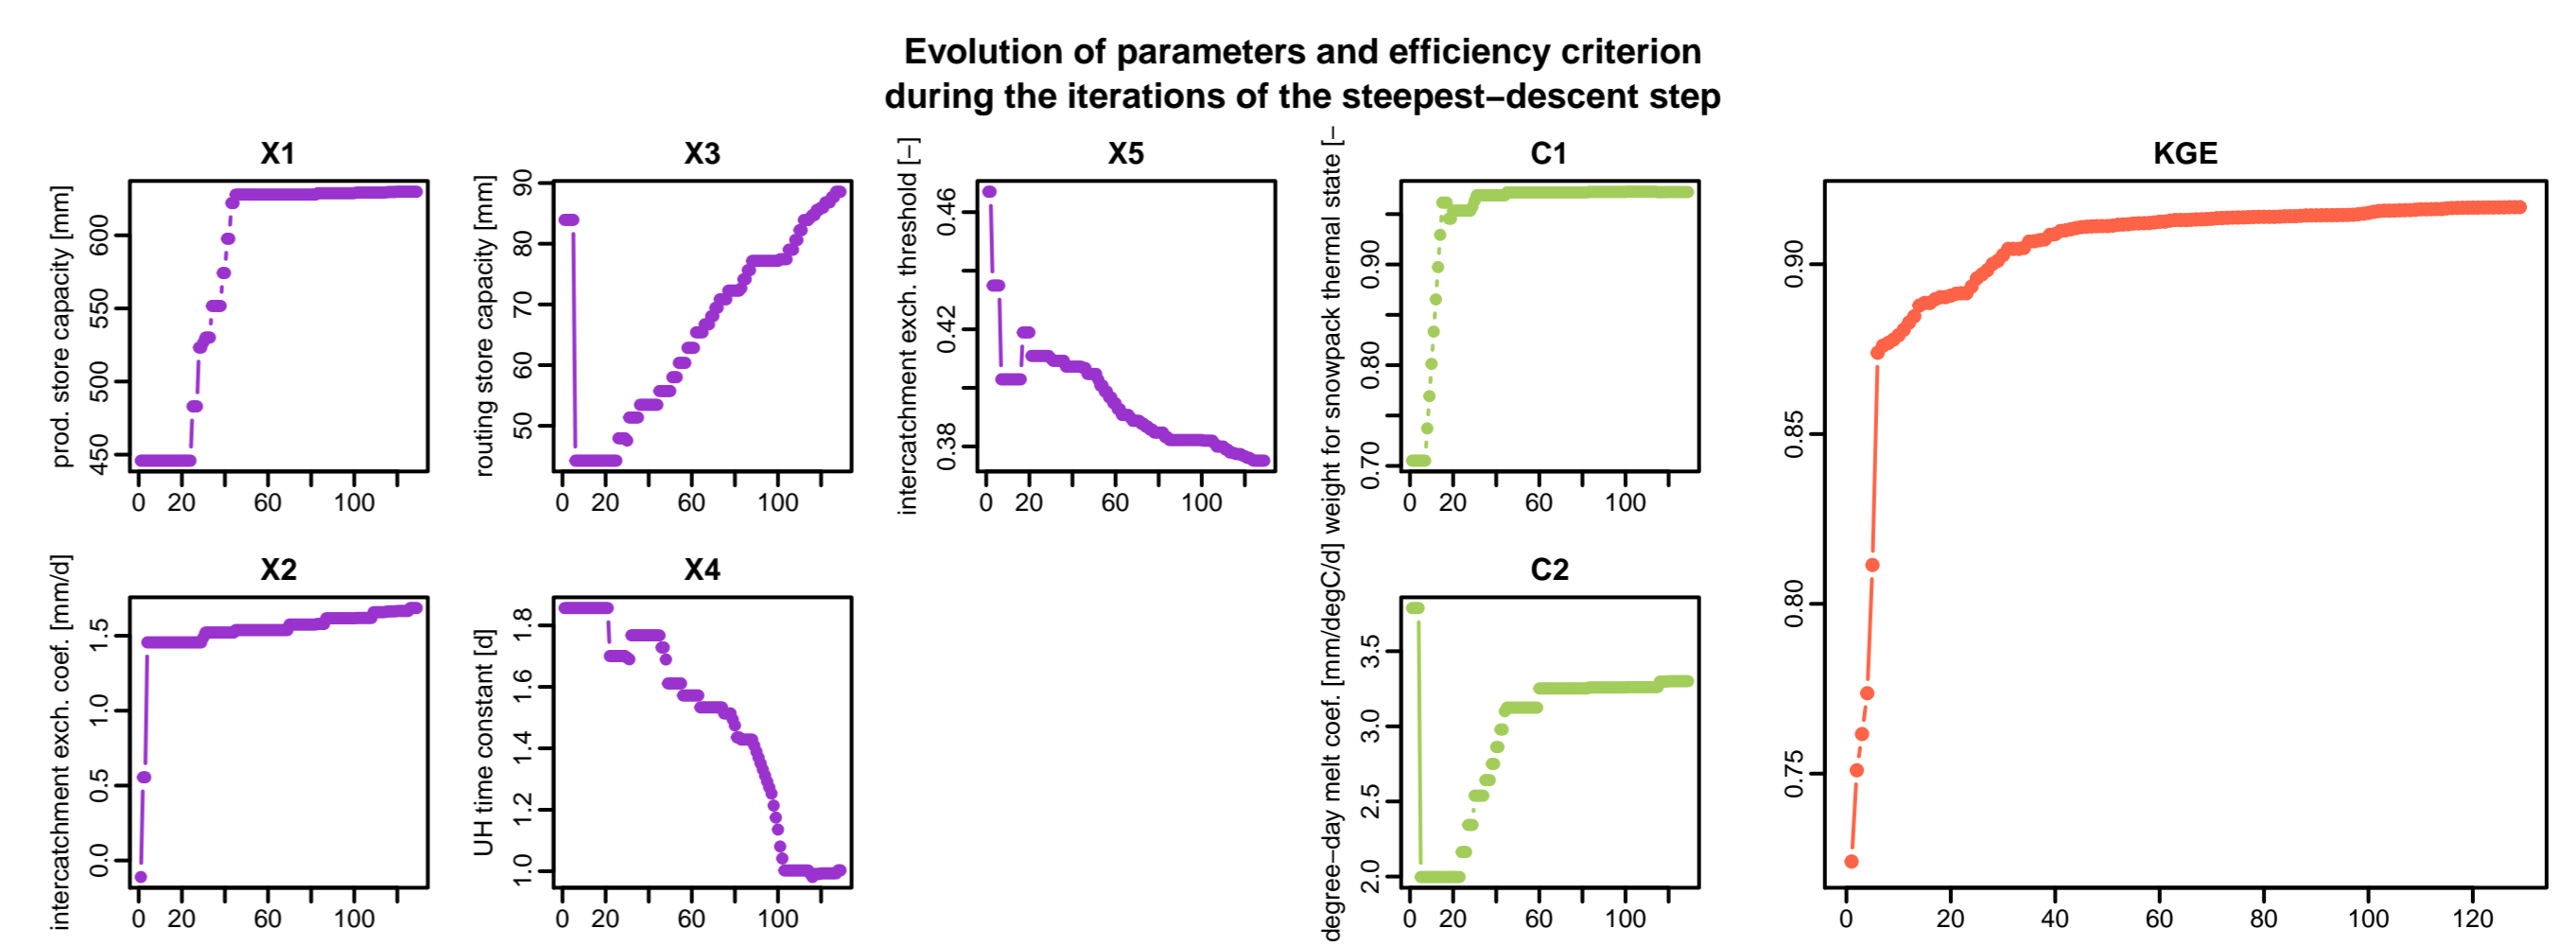 Evolution of parameters and efficiency criterion
during the iterations of the steepest−descent step
X1
prod. store capacity [mm]
450 500 550 600
0 20 60 100
X3
routing store capacity [mm]
50 60 70 80 90
0 20 60 100
X5
intercatchment exch. threshold [−]
0.38 0.42 0.46
0 20 60 100
C1
weight for snowpack thermal state [−
0.70 0.80 0.90
0 20 60 100
KGE
0.75 0.80 0.85 0.90
0 20 40 60 80 100 120
X2
intercatchment exch. coef. [mm/d]
0.0 0.5 1.0 1.5
0 20 60 100
X4
UH time constant [d]
1.0 1.2 1.4 1.6 1.8
0 20 60 100
C2
degree−day melt coef. [mm/degC/d]
2.0 2.5 3.0 3.5
0 20 60 100